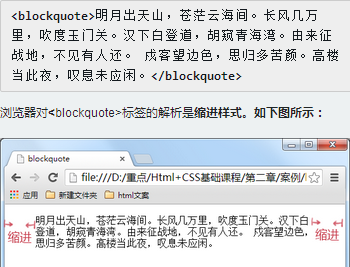 <blockquote>明月出天山，苍茫云海间。长风几万
里，吹度玉门关。汉下白登道，胡窥青海湾。由来征
战地，不见有人还。 戍客望边色，思归多苦颜。高楼
当此夜，叹息未应闲。</blockquote>
浏览器对<blockquote>标签的解析是缩进样式。如下图所示：
blockquote
file:///D:/重点/Html+CSS基础课程/第二章/案例/
应用 新建文件夹 html文案
明月出天山，苍茫云海间。长风几万里，吹度玉门关。汉下白
登道，胡窥青海湾。由来征战地，不见有人还。 戍客望边色，
思归多苦颜。高楼当此夜，叹息未应闲。
缩进
缩进